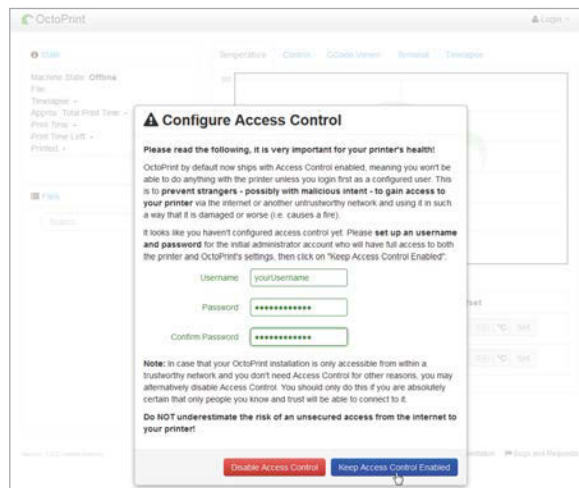 OctoPrint
Login
State
Temperature Control GCode Viewer Terminal Timelapse
Machine State: Offline
File:
Timelapse: -
Approx. Total Print Time: -
Print Time: -
Print Time Left: -
Printed: -
Files
Search...
Configure Access Control
Please read the following, it is very important for your printer's health!
OctoPrint by default now ships with Access Control enabled, meaning you won't be
able to do anything with the printer unless you login first as a configured user. This
is to prevent strangers - possibly with malicious intent - to gain access to
your printer via the internet or another untrustworthy network and using it in such
a way that it is damaged or worse (i.e. causes a fire).
It looks like you haven't configured access control yet. Please set up an username
and password for the initial administrator account who will have full access to both
the printer and OctoPrint's settings, then click on "Keep Access Control Enabled":
Username yourUsername
Password ••••••••••••
Confirm Password ••••••••••••
Note: In case that your OctoPrint installation is only accessible from within a
trustworthy network and you don't need Access Control for other reasons, you may
alternatively disable Access Control. You should only do this if you are absolutely
certain that only people you know and trust will be able to connect to it.
Do NOT underestimate the risk of an unsecured access from the internet to
your printer!
Disable Access Control Keep Access Control Enabled
°C Set
°C Set
Bugs and Requests